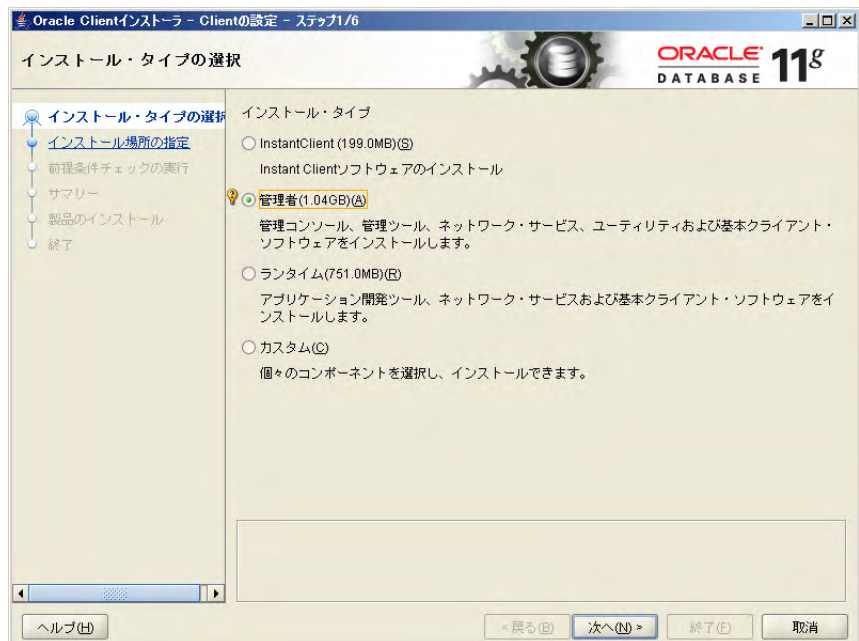 Oracle Clientインストーラ - Clientの設定 - ステップ1/6
インストール・タイプの選択
ORACLE
DATABASE 11g
インストール・タイプの選択
インストール場所の指定
前提条件チェックの実行
サマリー
製品のインストール
終了
インストール・タイプ
InstantClient (199.0MB)(S)
Instant Clientソフトウェアのインストール
管理者(1.04GB)(A)
管理コンソール、管理ツール、ネットワーク・サービス、ユーティリティおよび基本クライアント・
ソフトウェアをインストールします。
ランタイム(751.0MB)(R)
アプリケーション開発ツール、ネットワーク・サービスおよび基本クライアント・ソフトウェアをイ
ンストールします。
カスタム(C)
個々のコンポーネントを選択し、インストールできます。
ヘルプ(H)
<戻る(B)
次へ(N) >
終了(F)
取消